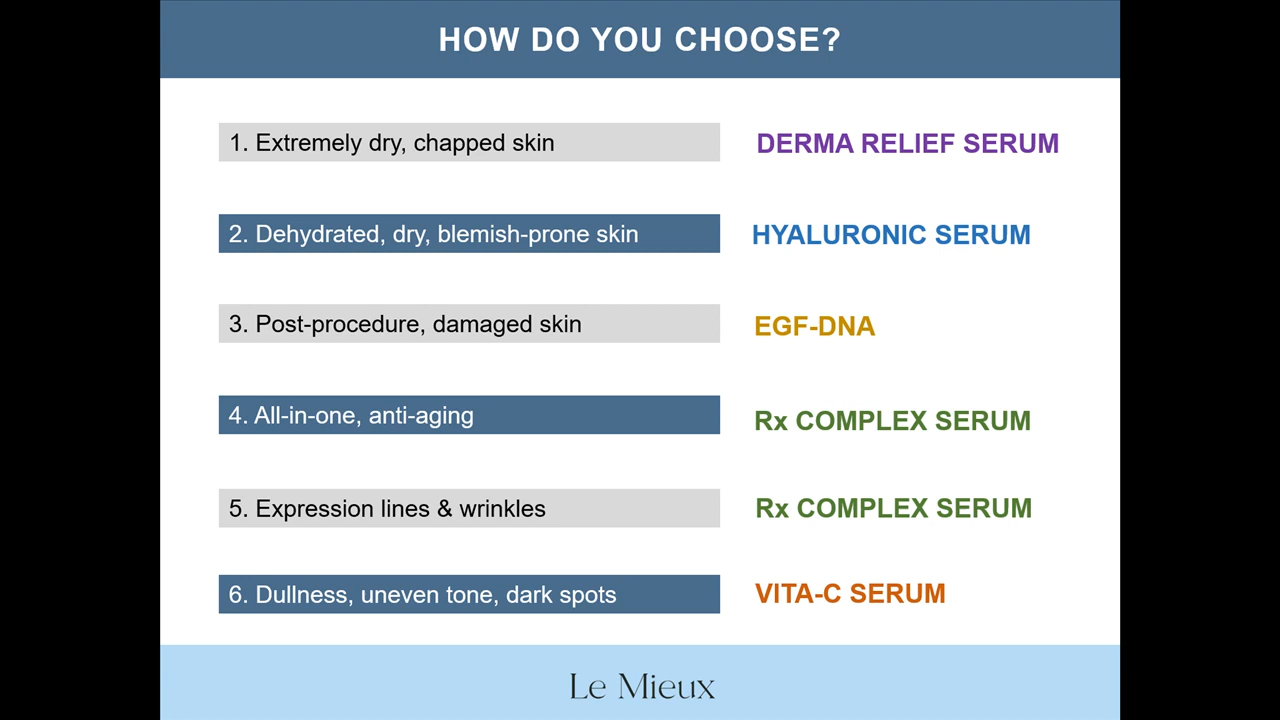 HOW DO YOU CHOOSE?
1. Extremely dry, chapped skin DERMA RELIEF SERUM
2. Dehydrated, dry, blemish-prone skin HYALURONIC SERUM
3. Post-procedure, damaged skin EGF-DNA
4. All-in-one, anti-aging Rx COMPLEX SERUM
5. Expression lines & wrinkles Rx COMPLEX SERUM
6. Dullness, uneven tone, dark spots VITA-C SERUM
Le Mieux